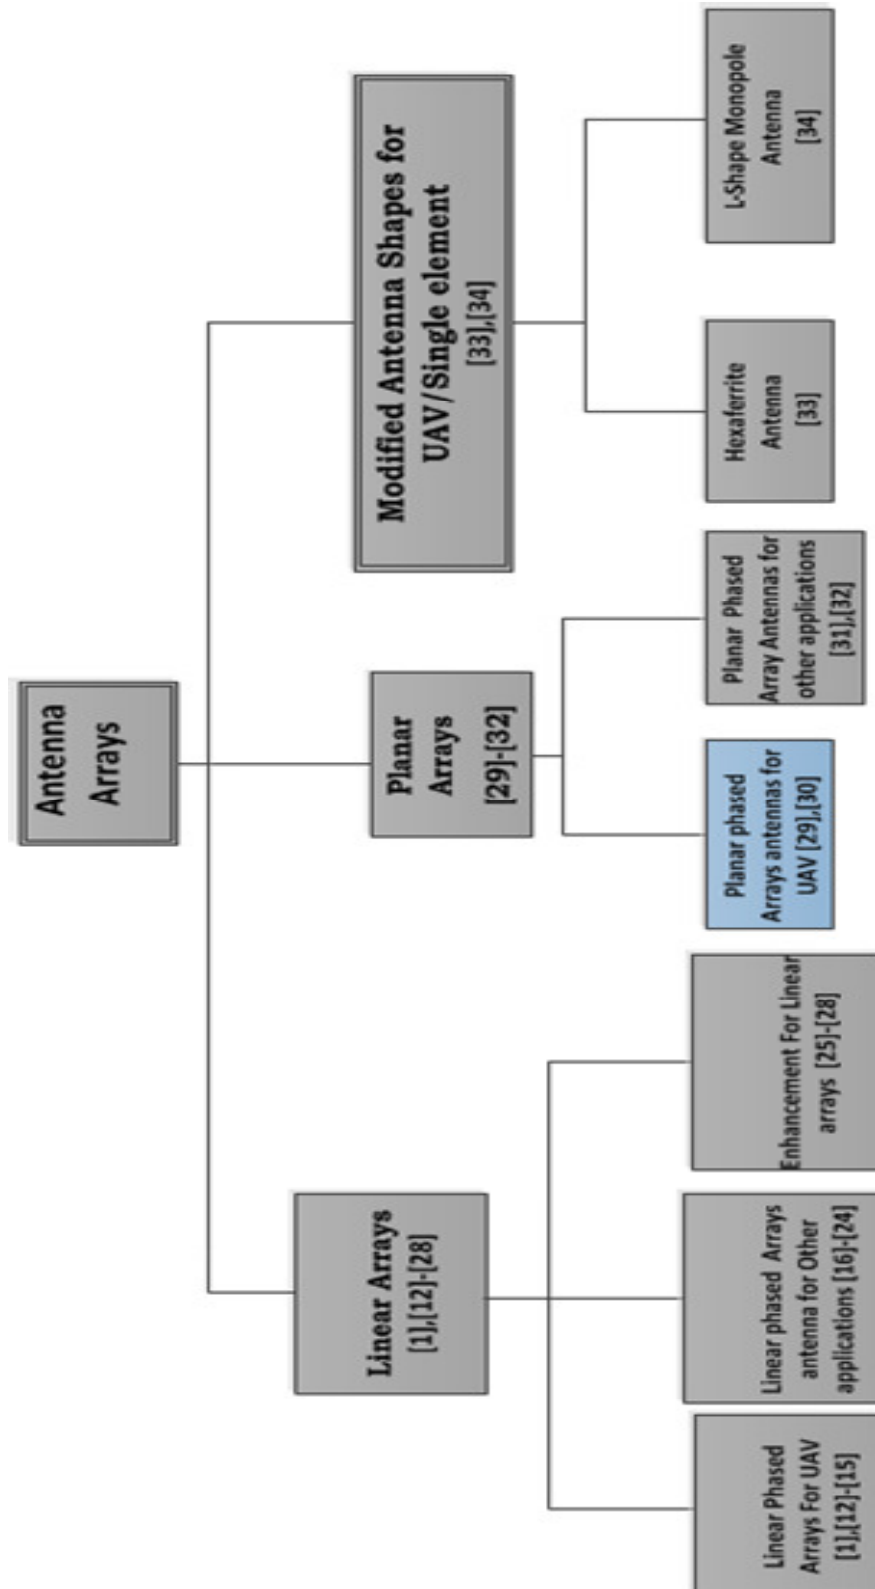 Antenna
Arrays
Linear Arrays
[1],[12]-[28]
Planar
Arrays
[29]-[32]
Modified Antenna Shapes for
UAV/Single element
[33],[34]
Linear Phased
Arrays For UAV
[1],[12]-[15]
Linear phased Arrays
antenna for Other
applications [16]-[24]
Enhancement For Linear
arrays [25]-[28]
Planar phased
Arrays antennas for
UAV [29],[30]
Planar Phased
Array Antennas for
other applications
[31],[32]
Hexaferrite
Antenna
[33]
L-Shape Monopole
Antenna
[34]